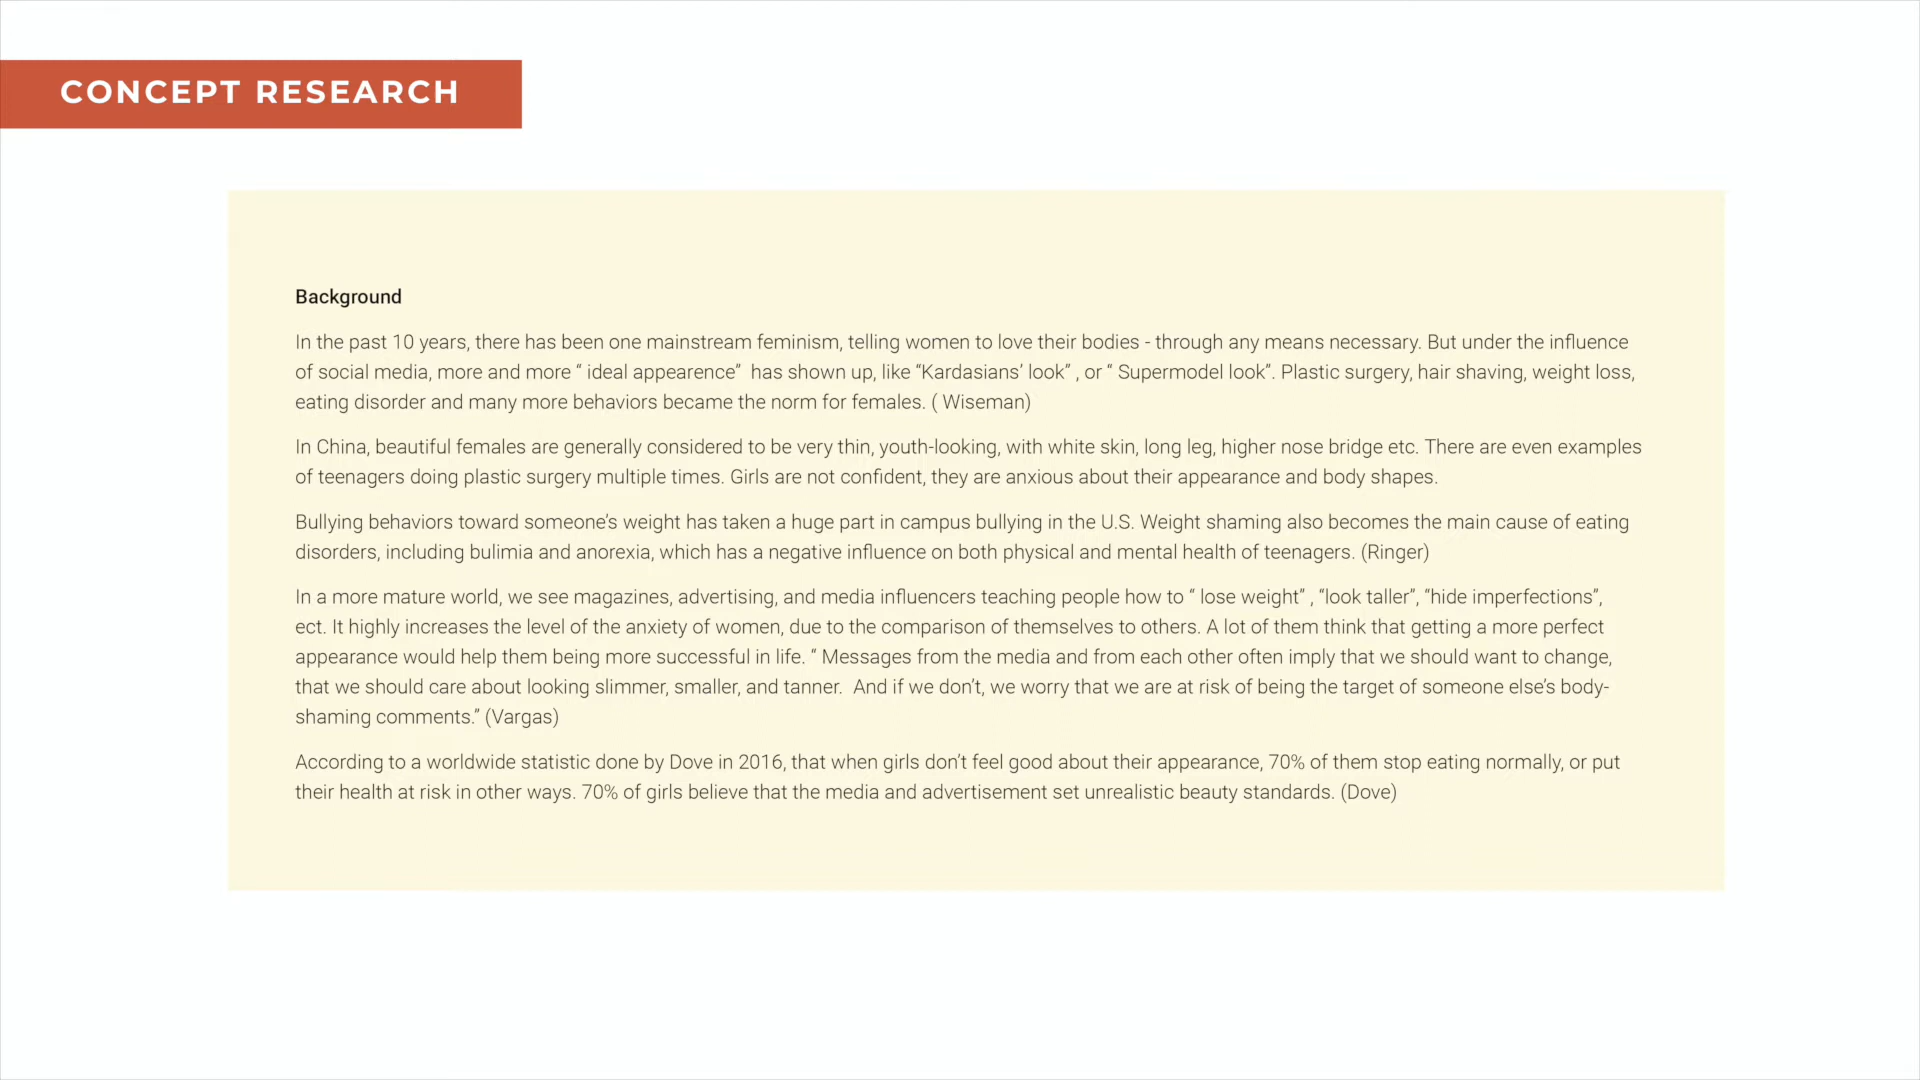 CONCEPT RESEARCH
Background
In the past 10 years, there has been one mainstream feminism, telling women to love their bodies - through any means necessary. But under the influence
of social media, more and more “ ideal appearence”  has shown up, like “Kardasians’ look” , or “ Supermodel look”. Plastic surgery, hair shaving, weight loss,
eating disorder and many more behaviors became the norm for females. ( Wiseman)
In China, beautiful females are generally considered to be very thin, youth-looking, with white skin, long leg, higher nose bridge etc. There are even examples
of teenagers doing plastic surgery multiple times. Girls are not confident, they are anxious about their appearance and body shapes.
Bullying behaviors toward someone’s weight has taken a huge part in campus bullying in the U.S. Weight shaming also becomes the main cause of eating
disorders, including bulimia and anorexia, which has a negative influence on both physical and mental health of teenagers. (Ringer)
In a more mature world, we see magazines, advertising, and media influencers teaching people how to “ lose weight” , “look taller”, “hide imperfections”,
ect. It highly increases the level of the anxiety of women, due to the comparison of themselves to others. A lot of them think that getting a more perfect
appearance would help them being more successful in life. “ Messages from the media and from each other often imply that we should want to change,
that we should care about looking slimmer, smaller, and tanner.  And if we don’t, we worry that we are at risk of being the target of someone else’s body-
shaming comments.” (Vargas)
According to a worldwide statistic done by Dove in 2016, that when girls don’t feel good about their appearance, 70% of them stop eating normally, or put
their health at risk in other ways. 70% of girls believe that the media and advertisement set unrealistic beauty standards. (Dove)